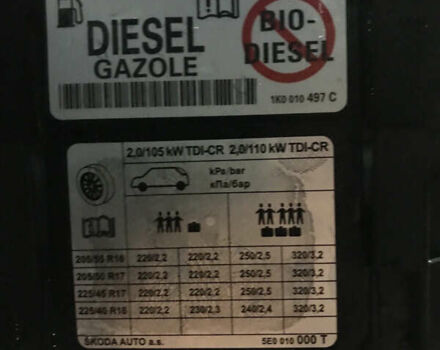 DIESEL
GAZOLE
BIO-
DIESEL
1K0 010 497 C
2,0/105 kW TDI-CR 2,0/110 kW TDI-CR
kPa/bar
кПа/бар
205/55 R16 220/2,2 220/2,2 250/2,5 320/3,2
205/50 R17 220/2,2 220/2,2 250/2,5 320/3,2
225/45 R17 220/2,2 220/2,2 250/2,5 320/3,2
225/40 R18 220/2,2 230/2,3 240/2,4 320/3,2
ŠKODA AUTO a.s. 5E0 010 000 T